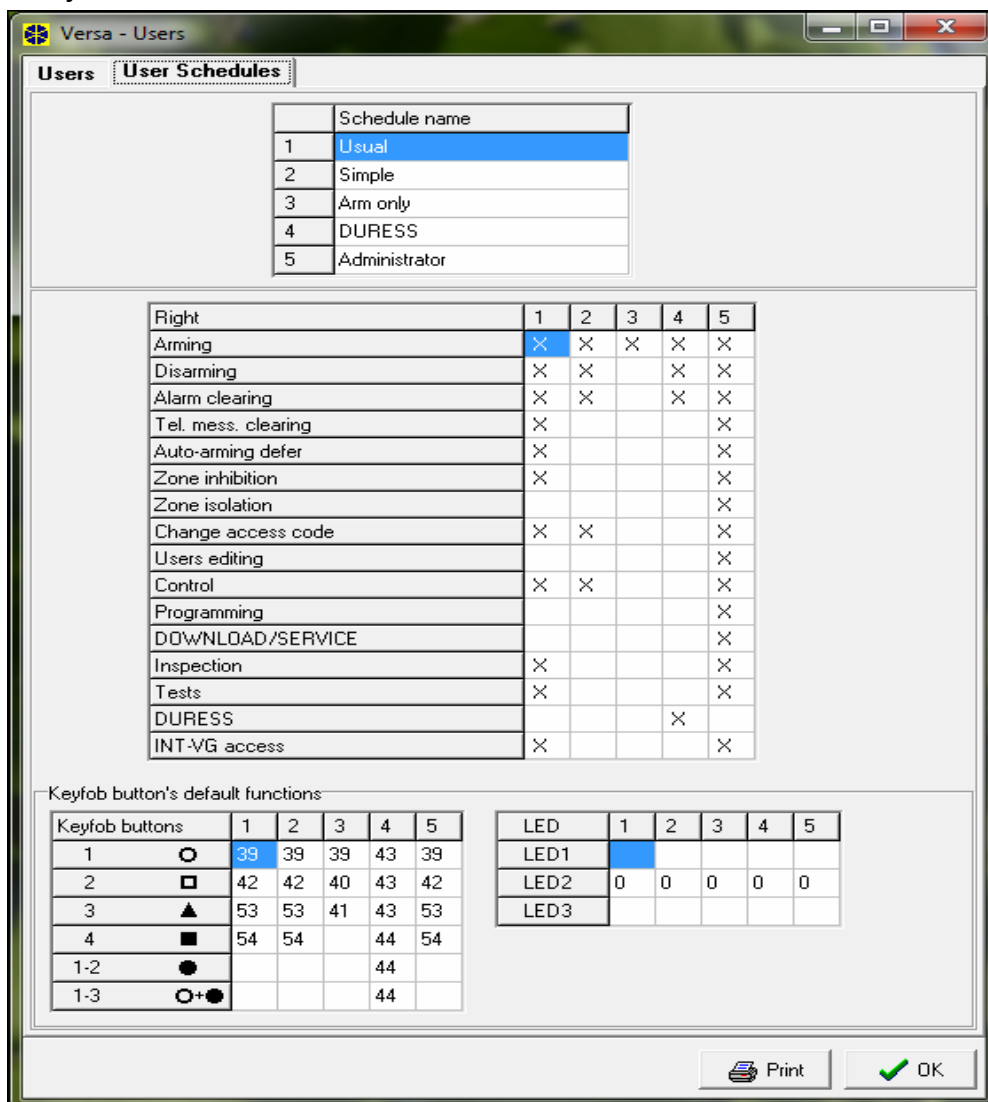 Versa - Users
Users User Schedules
Schedule name
1 Usual
2 Simple
3 Arm only
4 DURESS
5 Administrator
Right 1 2 3 4 5
Arming X X X X X
Disarming X X X X
Alarm clearing X X X X
Tel. mess. clearing X X
Auto-arming defer X X
Zone inhibition X X
Zone isolation X
Change access code X X X
Users editing X
Control X X X
Programming X
DOWNLOAD/SERVICE X
Inspection X X
Tests X X
DURESS X
INT-VG access X X
Keyfob button's default functions
Keyfob buttons 1 2 3 4 5
1 39 39 39 43 39
2 42 42 40 43 42
3 53 53 41 43 53
4 54 54 44 54
1-2 44
1-3 + 44
LED 1 2 3 4 5
LED1
LED2 0 0 0 0 0
LED3
Print OK